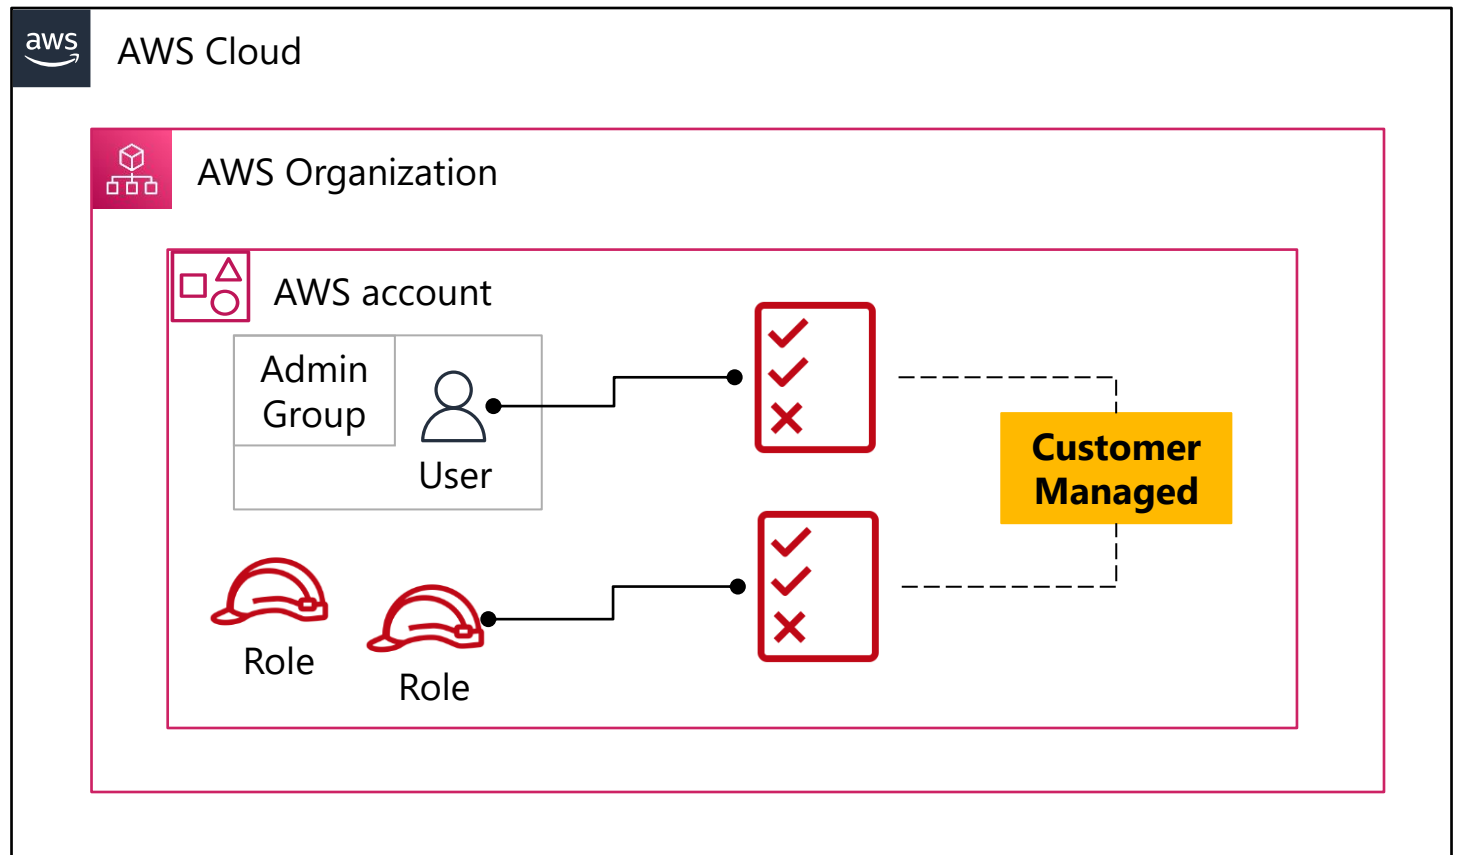 aws
AWS Cloud
AWS Organization
AWS account
Admin
Group
User
Customer
Managed
Role
Role